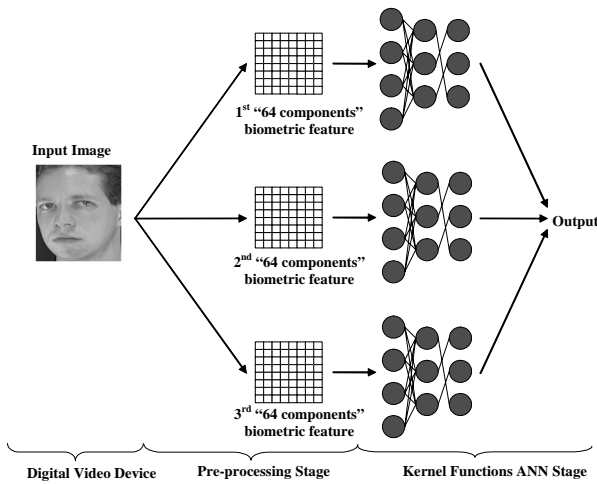 1st “64 components”
biometric feature
Input Image
Output
2nd “64 components”
biometric feature
3rd “64 components”
biometric feature
Digital Video Device
Pre-processing Stage
Kernel Functions ANN Stage